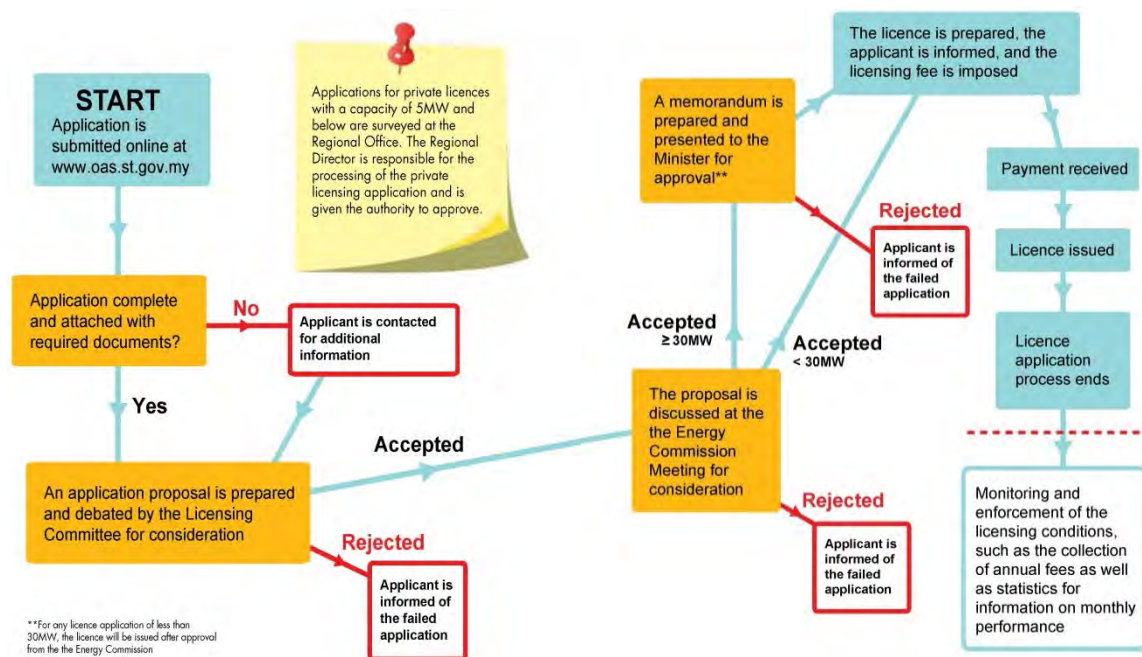 START
Application is
submitted online at
www.oas.st.gov.my
Applications for private licences
with a capacity of 5MW and
below are surveyed at the
Regional Office. The Regional
Director is responsible for the
processing of the private
licensing application and is
given the authority to approve.
Application complete
and attached with
required documents?
No
Applicant is contacted
for additional
information
Yes
An application proposal is prepared
and debated by the Licensing
Committee for consideration
Rejected
Applicant is
informed of
the failed
application
Accepted
The proposal is
discussed at the
the Energy
Commission
Meeting for
consideration
Rejected
Applicant is
informed of
the failed
application
Accepted
≥ 30MW
Accepted
< 30MW
A memorandum is
prepared and
presented to the
Minister for
approval**
Rejected
Applicant is
informed of
the failed
application
The licence is prepared, the
applicant is informed, and the
licensing fee is imposed
Payment received
Licence issued
Licence
application
process ends
Monitoring and
enforcement of the
licensing conditions,
such as the collection
of annual fees as well
as statistics for
information on monthly
performance
**For any licence application of less than
30MW, the licence will be issued after approval
from the the Energy Commission